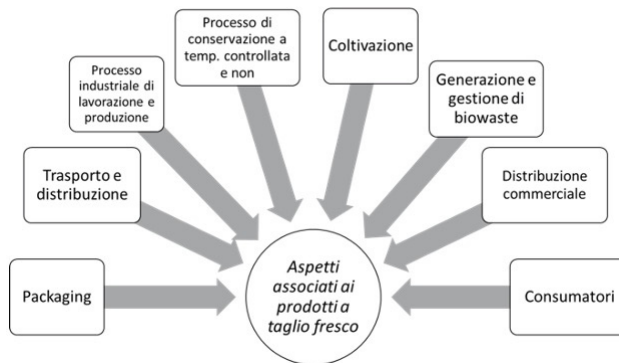 Processo di
conservazione a
temp. controllata
e non
Coltivazione
Processo
industriale di
lavorazione e
produzione
Generazione e
gestione di
biowaste
Trasporto e
distribuzione
Distribuzione
commerciale
Packaging
Aspetti
associati ai
prodotti a
taglio fresco
Consumatori